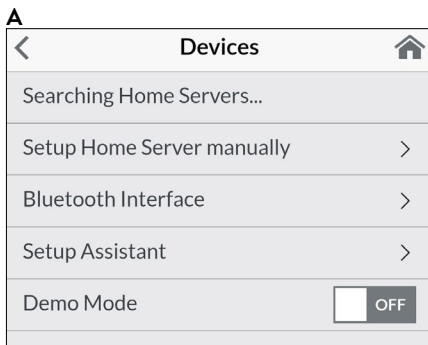 A
Devices
Searching Home Servers...
Setup Home Server manually
Bluetooth Interface
Setup Assistant
Demo Mode OFF